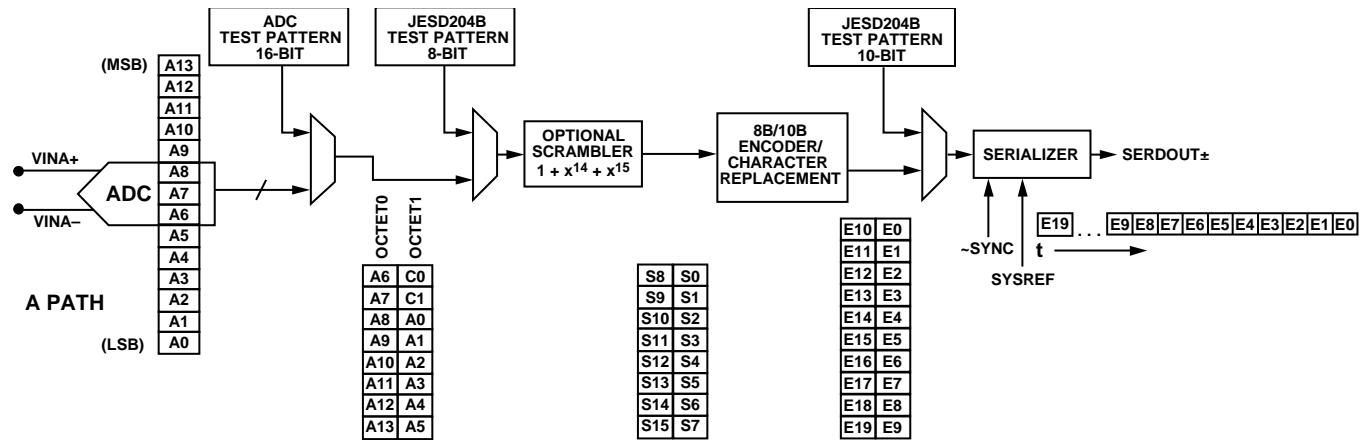 ADC
TEST PATTERN
16-BIT
JESD204B
TEST PATTERN
8-BIT
JESD204B
TEST PATTERN
10-BIT
(MSB)
A13
A12
A11
A10
A9
A8
A7
A6
A5
A4
A3
A2
A1
(LSB) A0
VINA+
ADC
VINA–
A PATH
OPTIONAL
SCRAMBLER
1 + x14 + x15
8B/10B
ENCODER/
CHARACTER
REPLACEMENT
SERIALIZER
SERDOUT±
~SYNC
SYSREF
E19 . . . E9 E8 E7 E6 E5 E4 E3 E2 E1 E0
t
OCTET0 OCTET1
A6 C0
A7 C1
A8 A0
A9 A1
A10 A2
A11 A3
A12 A4
A13 A5
S8 S0
S9 S1
S10 S2
S11 S3
S12 S4
S13 S5
S14 S6
S15 S7
E10 E0
E11 E1
E12 E2
E13 E3
E14 E4
E15 E5
E16 E6
E17 E7
E18 E8
E19 E9